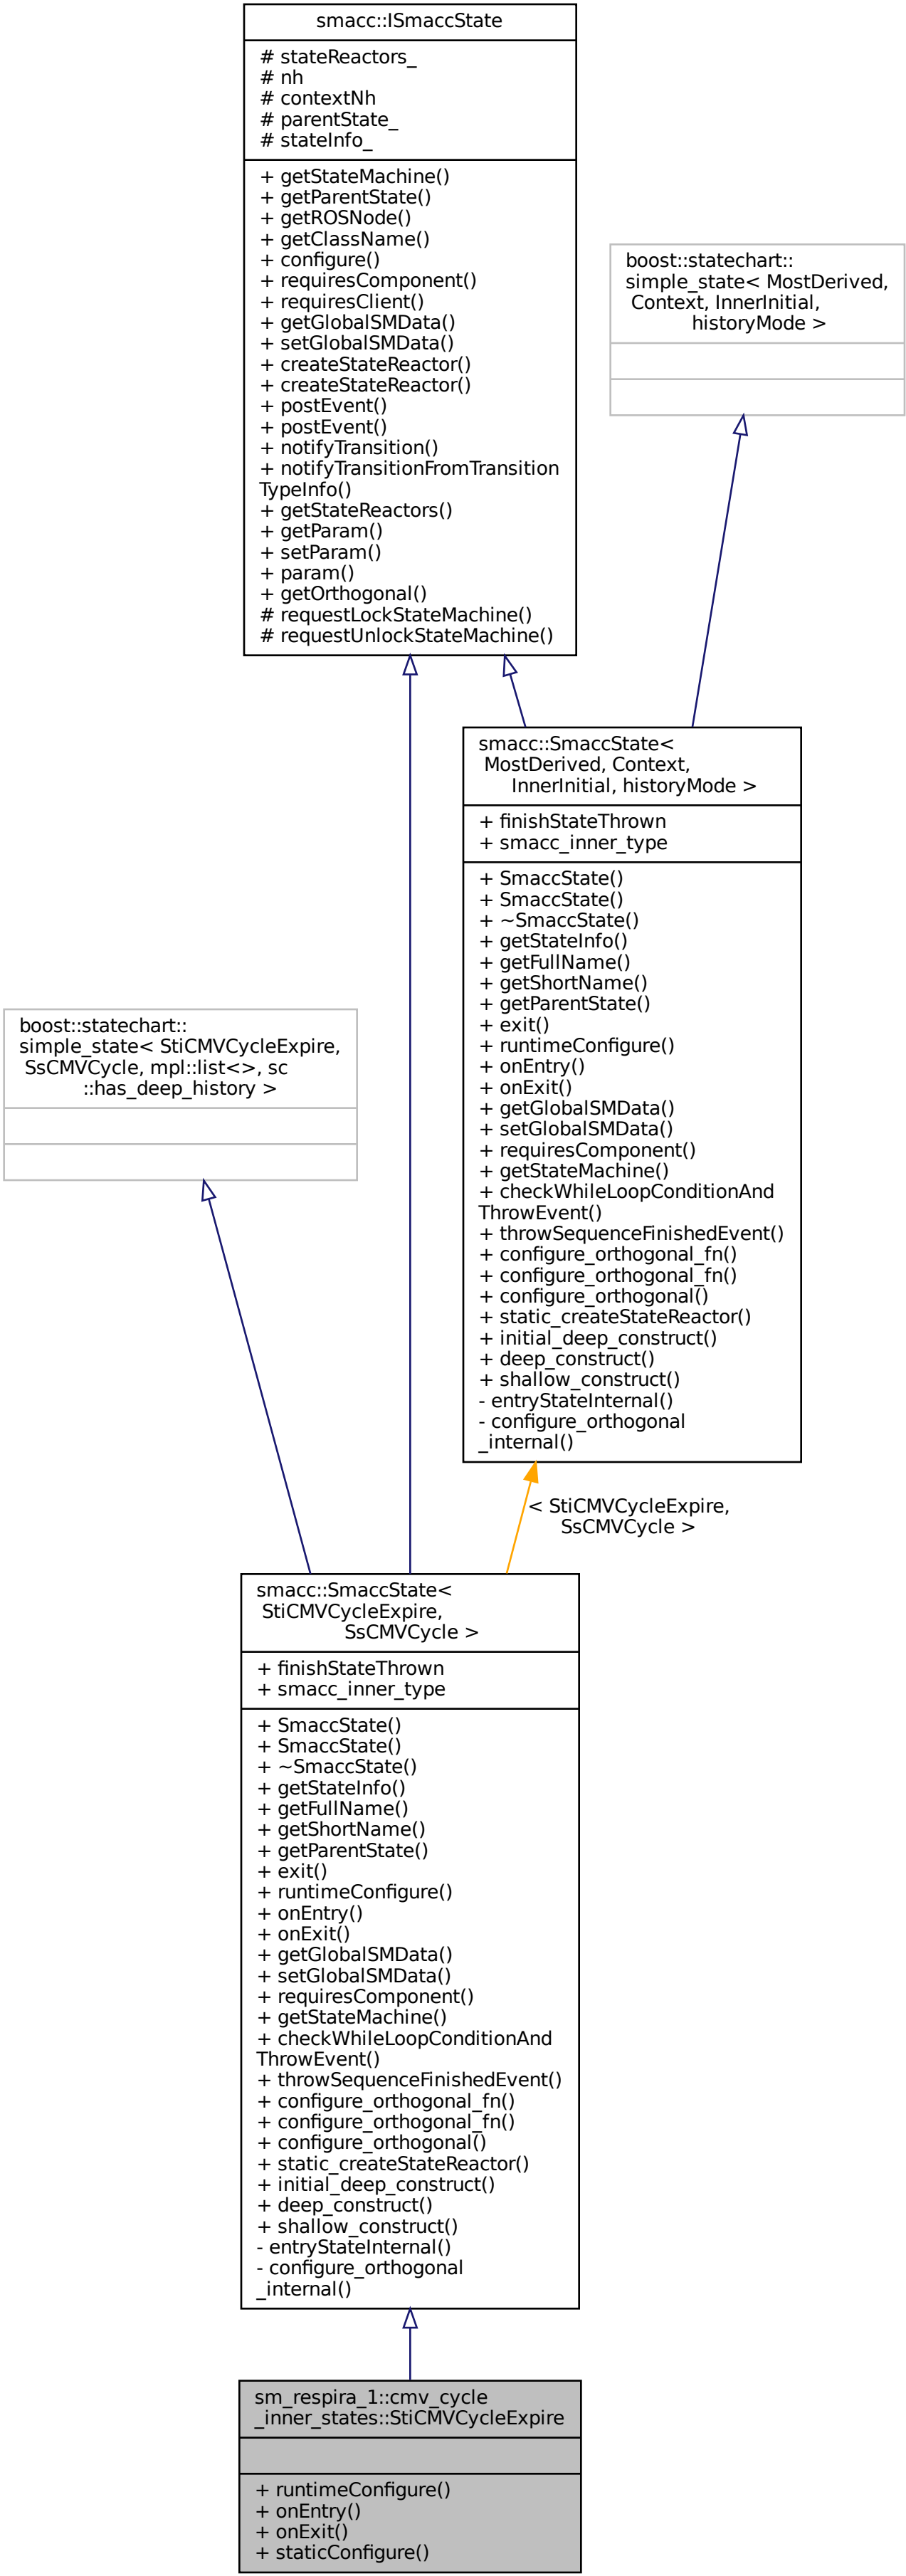 smacc::ISmaccState
# stateReactors_
# nh
# contextNh
# parentState_
# stateInfo_
+ getStateMachine()
+ getParentState()
+ getROSNode()
+ getClassName()
+ configure()
+ requiresComponent()
+ requiresClient()
+ getGlobalSMData()
+ setGlobalSMData()
+ createStateReactor()
+ createStateReactor()
+ postEvent()
+ postEvent()
+ notifyTransition()
+ notifyTransitionFromTransition
TypeInfo()
+ getStateReactors()
+ getParam()
+ setParam()
+ param()
+ getOrthogonal()
# requestLockStateMachine()
# requestUnlockStateMachine()
boost::statechart::
simple_state< MostDerived,
Context, InnerInitial,
historyMode >
smacc::SmaccState<
MostDerived, Context,
InnerInitial, historyMode >
+ finishStateThrown
+ smacc_inner_type
+ SmaccState()
+ SmaccState()
+ ~SmaccState()
+ getStateInfo()
+ getFullName()
+ getShortName()
+ getParentState()
+ exit()
+ runtimeConfigure()
+ onEntry()
+ onExit()
+ getGlobalSMData()
+ setGlobalSMData()
+ requiresComponent()
+ getStateMachine()
+ checkWhileLoopConditionAnd
ThrowEvent()
+ throwSequenceFinishedEvent()
+ configure_orthogonal_fn()
+ configure_orthogonal_fn()
+ configure_orthogonal()
+ static_createStateReactor()
+ initial_deep_construct()
+ deep_construct()
+ shallow_construct()
- entryStateInternal()
- configure_orthogonal
_internal()
boost::statechart::
simple_state< StiCMVCycleExpire,
SsCMVCycle, mpl::list<>, sc
::has_deep_history >
< StiCMVCycleExpire,
SsCMVCycle >
smacc::SmaccState<
StiCMVCycleExpire,
SsCMVCycle >
+ finishStateThrown
+ smacc_inner_type
+ SmaccState()
+ SmaccState()
+ ~SmaccState()
+ getStateInfo()
+ getFullName()
+ getShortName()
+ getParentState()
+ exit()
+ runtimeConfigure()
+ onEntry()
+ onExit()
+ getGlobalSMData()
+ setGlobalSMData()
+ requiresComponent()
+ getStateMachine()
+ checkWhileLoopConditionAnd
ThrowEvent()
+ throwSequenceFinishedEvent()
+ configure_orthogonal_fn()
+ configure_orthogonal_fn()
+ configure_orthogonal()
+ static_createStateReactor()
+ initial_deep_construct()
+ deep_construct()
+ shallow_construct()
- entryStateInternal()
- configure_orthogonal
_internal()
sm_respira_1::cmv_cycle
_inner_states::StiCMVCycleExpire
+ runtimeConfigure()
+ onEntry()
+ onExit()
+ staticConfigure()